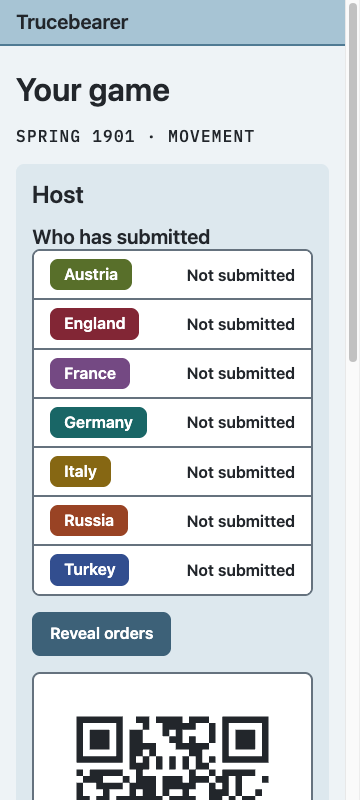 Trucebearer
Your game
SPRING 1901 · MOVEMENT
Host
Who has submitted
Austria Not submitted
England Not submitted
France Not submitted
Germany Not submitted
Italy Not submitted
Russia Not submitted
Turkey Not submitted
Reveal orders